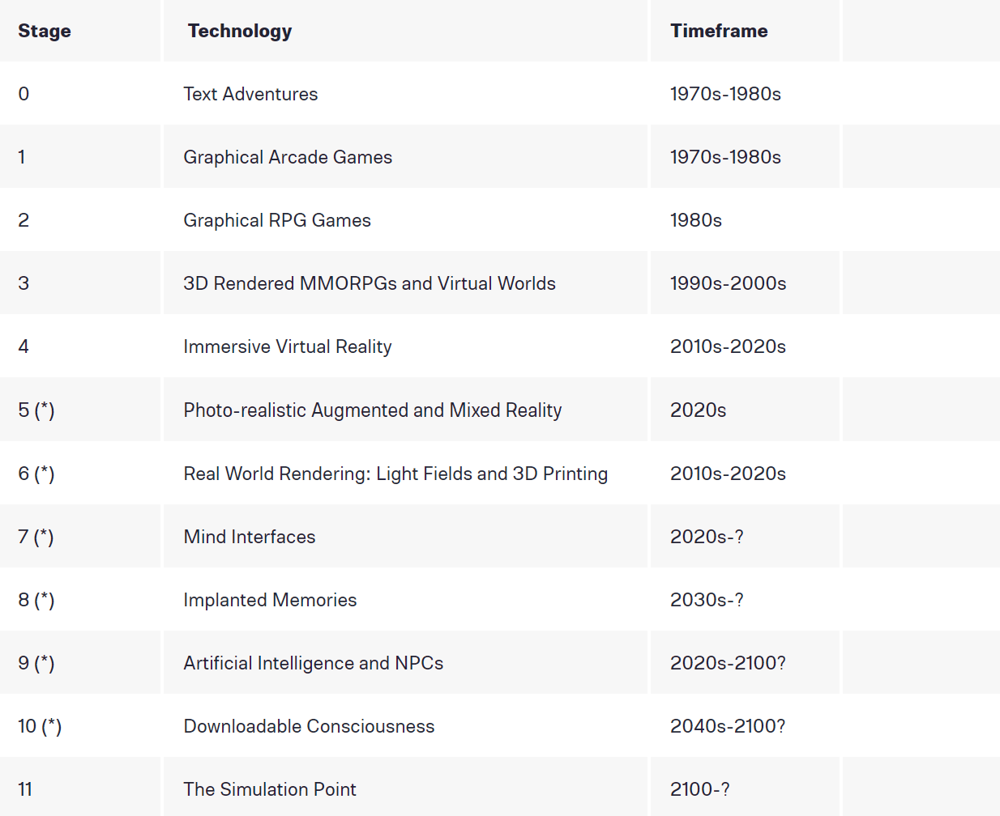 Stage Technology Timeframe
0 Text Adventures 1970s-1980s
1 Graphical Arcade Games 1970s-1980s
2 Graphical RPG Games 1980s
3 3D Rendered MMORPGs and Virtual Worlds 1990s-2000s
4 Immersive Virtual Reality 2010s-2020s
5 (*) Photo-realistic Augmented and Mixed Reality 2020s
6 (*) Real World Rendering: Light Fields and 3D Printing 2010s-2020s
7 (*) Mind Interfaces 2020s-?
8 (*) Implanted Memories 2030s-?
9 (*) Artificial Intelligence and NPCs 2020s-2100?
10 (*) Downloadable Consciousness 2040s-2100?
11 The Simulation Point 2100-?